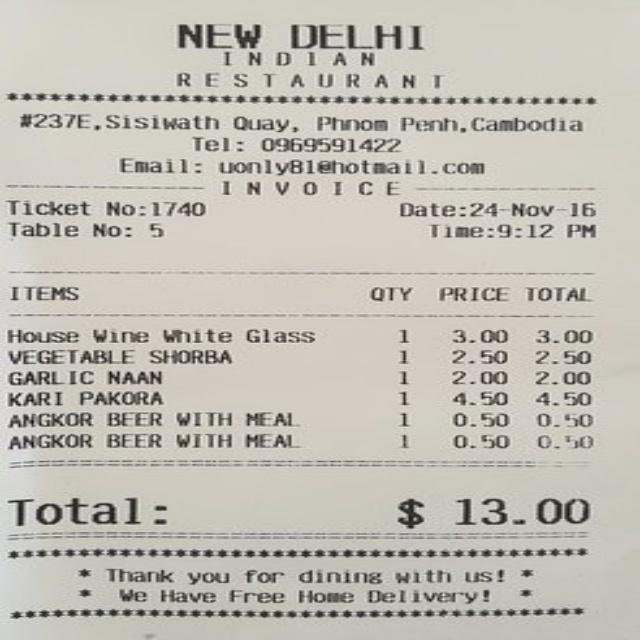 NEW DELHI
INDIAN
RESTAURANT
******************************************************
#237E,Sisiwath Quay, Phnom Penh,Cambodia
Tel: 0969591422
Email: uonly81@hotmail.com
INVOICE
Ticket No:1740 Date:24-Nov-16
Table No: 5 Time:9:12 PM
ITEMS QTY PRICE TOTAL
House Wine White Glass 1 3.00 3.00
VEGETABLE SHORBA 1 2.50 2.50
GARLIC NAAN 1 2.00 2.00
KARI PAKORA 1 4.50 4.50
ANGKOR BEER WITH MEAL 1 0.50 0.50
ANGKOR BEER WITH MEAL 1 0.50 0.50
Total: $ 13.00
******************************************************
* Thank you for dining with us! *
* We Have Free Home Delivery! *
******************************************************